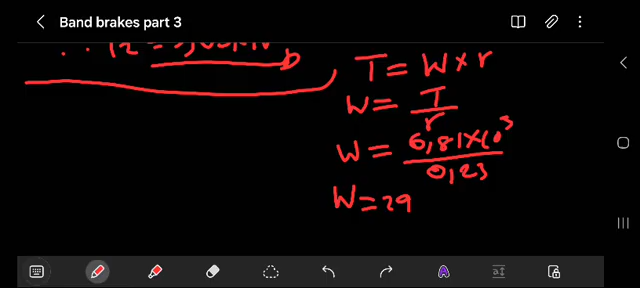 Band brakes part 3
T = W × r
W = T/r
W = 6,81×10³/0,23
W = 29